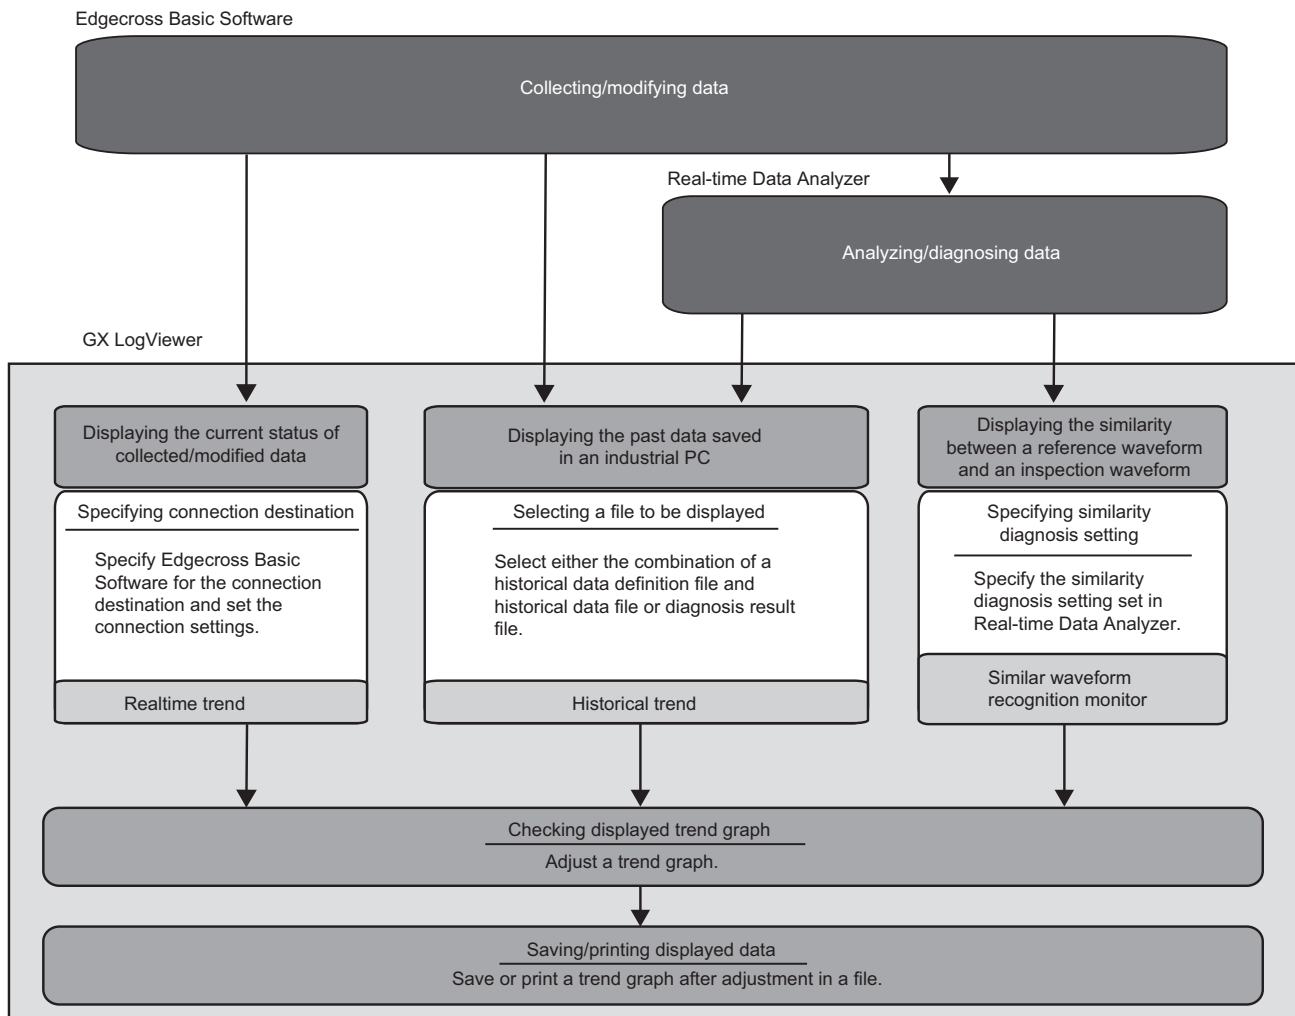 Edgecross Basic Software
Collecting/modifying data
Real-time Data Analyzer
Analyzing/diagnosing data
GX LogViewer
Displaying the current status of
collected/modified data
Specifying connection destination
Specify Edgecross Basic
Software for the connection
destination and set the
connection settings.
Realtime trend
Displaying the past data saved
in an industrial PC
Selecting a file to be displayed
Select either the combination of a
historical data definition file and
historical data file or diagnosis result
file.
Historical trend
Displaying the similarity
between a reference waveform
and an inspection waveform
Specifying similarity
diagnosis setting
Specify the similarity
diagnosis setting set in
Real-time Data Analyzer.
Similar waveform
recognition monitor
Checking displayed trend graph
Adjust a trend graph.
Saving/printing displayed data
Save or print a trend graph after adjustment in a file.